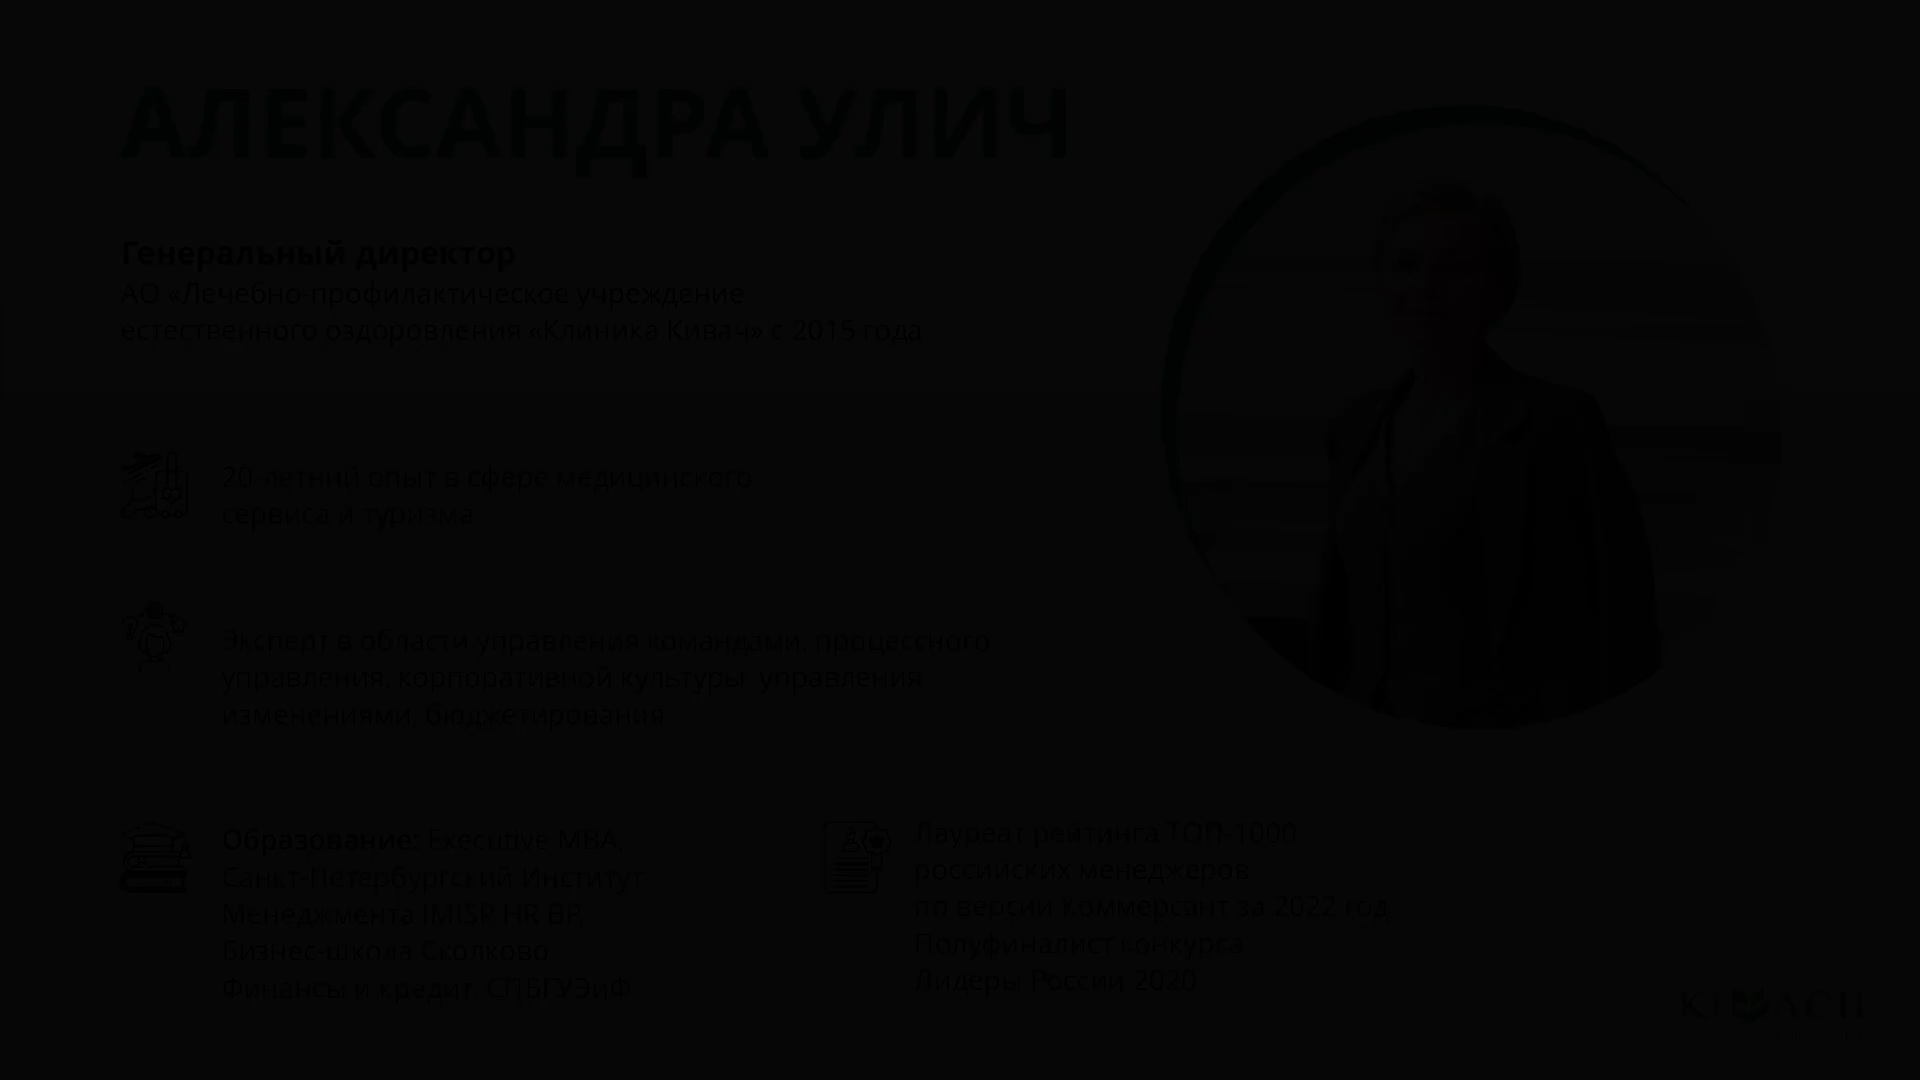 АЛЕКСАНДРА УЛИЧ
Генеральный директор
АО «Лечебно-профилактическое учреждение
естественного оздоровления «Клиника Кивач» с 2015 года
20-летний опыт в сфере медицинского
сервиса и туризма
Эксперт в области управления командами, процессного
управления, корпоративной культуры, управления
изменениями, бюджетирования
Образование: Executive MBA,
Санкт-Петербургский Институт
Менеджмента IMISP, HR BP,
Бизнес-школа Сколково
Финансы и кредит, СПБГУЭиФ
Лауреат рейтинга ТОП-1000
российских менеджеров
по версии Коммерсант за 2022 год
Полуфиналист конкурса
Лидеры России 2020
KIVACH